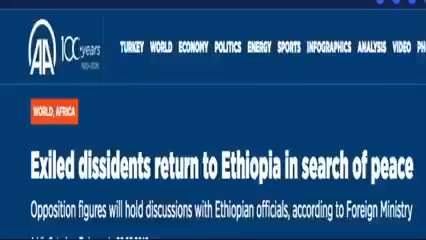 AA 100 years
TURKEY WORLD ECONOMY POLITICS ENERGY SPORTS INFOGRAPHICS ANALYSIS VIDEO
WORLD, AFRICA
Exiled dissidents return to Ethiopia in search of peace
Opposition figures will hold discussions with Ethiopian officials, according to Foreign Ministry